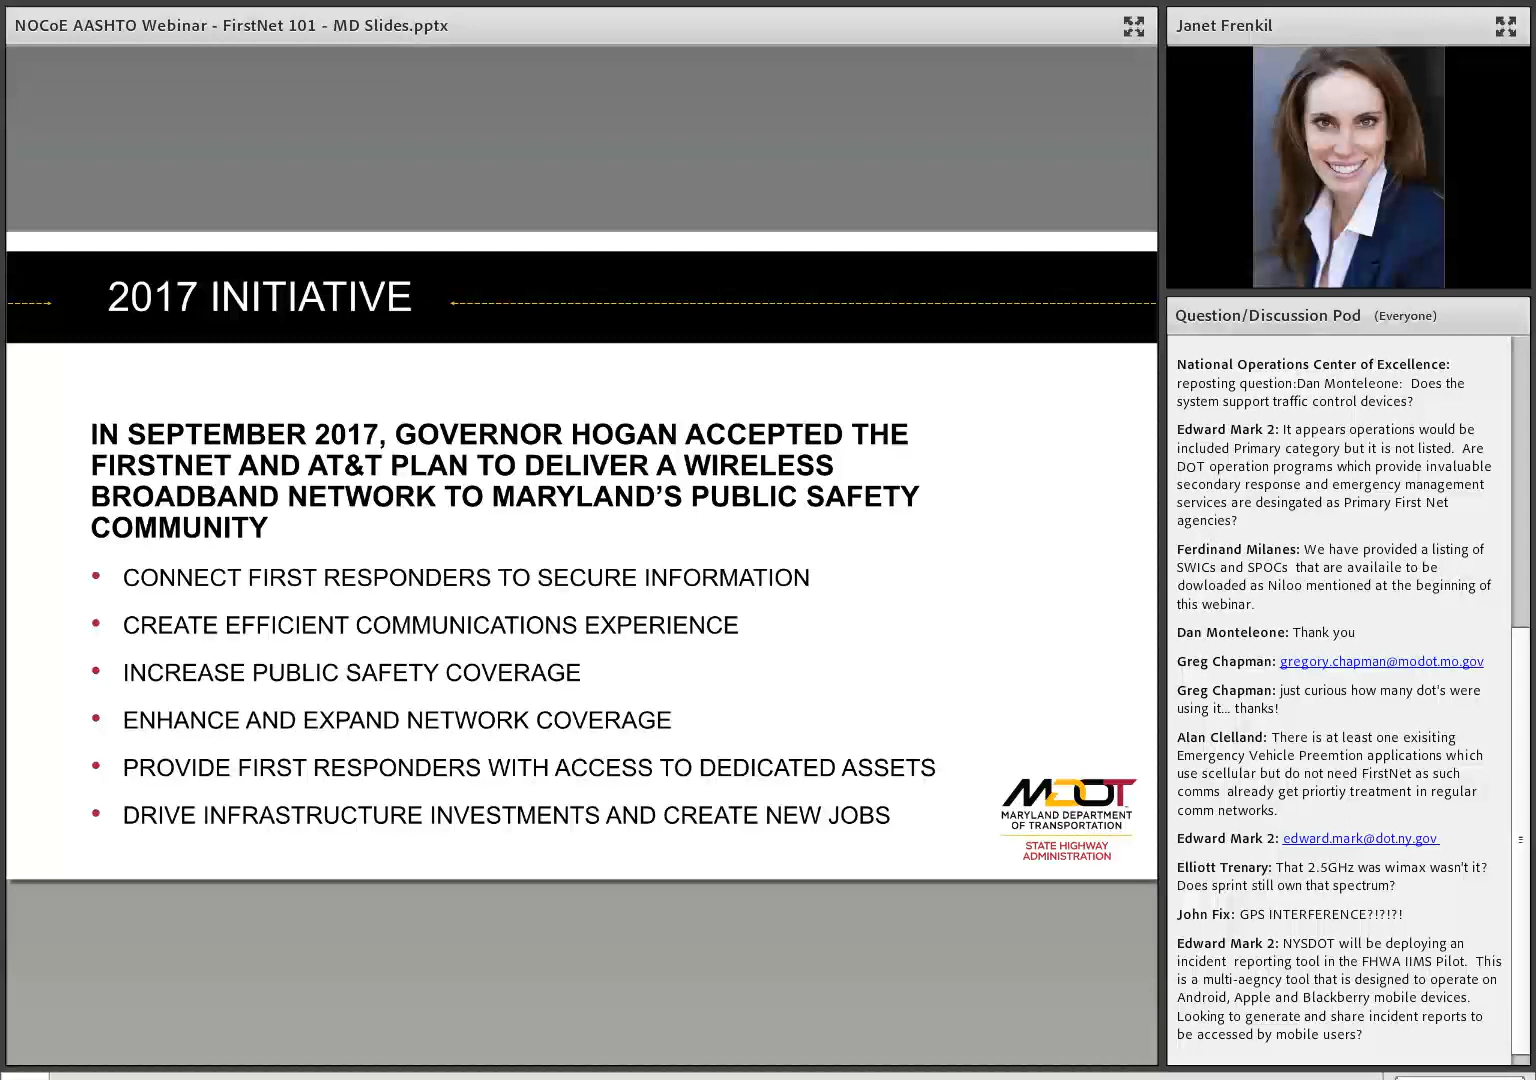 NOCoE AASHTO Webinar - FirstNet 101 - MD Slides.pptx
2017 INITIATIVE
IN SEPTEMBER 2017, GOVERNOR HOGAN ACCEPTED THE
FIRSTNET AND AT&T PLAN TO DELIVER A WIRELESS
BROADBAND NETWORK TO MARYLAND’S PUBLIC SAFETY
COMMUNITY
• CONNECT FIRST RESPONDERS TO SECURE INFORMATION
• CREATE EFFICIENT COMMUNICATIONS EXPERIENCE
• INCREASE PUBLIC SAFETY COVERAGE
• ENHANCE AND EXPAND NETWORK COVERAGE
• PROVIDE FIRST RESPONDERS WITH ACCESS TO DEDICATED ASSETS
• DRIVE INFRASTRUCTURE INVESTMENTS AND CREATE NEW JOBS
MDOT
MARYLAND DEPARTMENT
OF TRANSPORTATION
STATE HIGHWAY
ADMINISTRATION
Janet Frenkil
Question/Discussion Pod (Everyone)
National Operations Center of Excellence:
reposting question:Dan Monteleone: Does the
system support traffic control devices?
Edward Mark 2: It appears operations would be
included Primary category but it is not listed. Are
DOT operation programs which provide invaluable
secondary response and emergency management
services are desingated as Primary First Net
agencies?
Ferdinand Milanes: We have provided a listing of
SWICs and SPOCs that are availaile to be
dowloaded as Niloo mentioned at the beginning of
this webinar.
Dan Monteleone: Thank you
Greg Chapman: gregory.chapman@modot.mo.gov
Greg Chapman: just curious how many dot's were
using it... thanks!
Alan Clelland: There is at least one exisiting
Emergency Vehicle Preemtion applications which
use scellular but do not need FirstNet as such
comms already get priortiy treatment in regular
comm networks.
Edward Mark 2: edward.mark@dot.ny.gov
Elliott Trenary: That 2.5GHz was wimax wasn't it?
Does sprint still own that spectrum?
John Fix: GPS INTERFERENCE?!?!?!
Edward Mark 2: NYSDOT will be deploying an
incident reporting tool in the FHWA IIMS Pilot. This
is a multi-aegncy tool that is designed to operate on
Android, Apple and Blackberry mobile devices.
Looking to generate and share incident reports to
be accessed by mobile users?